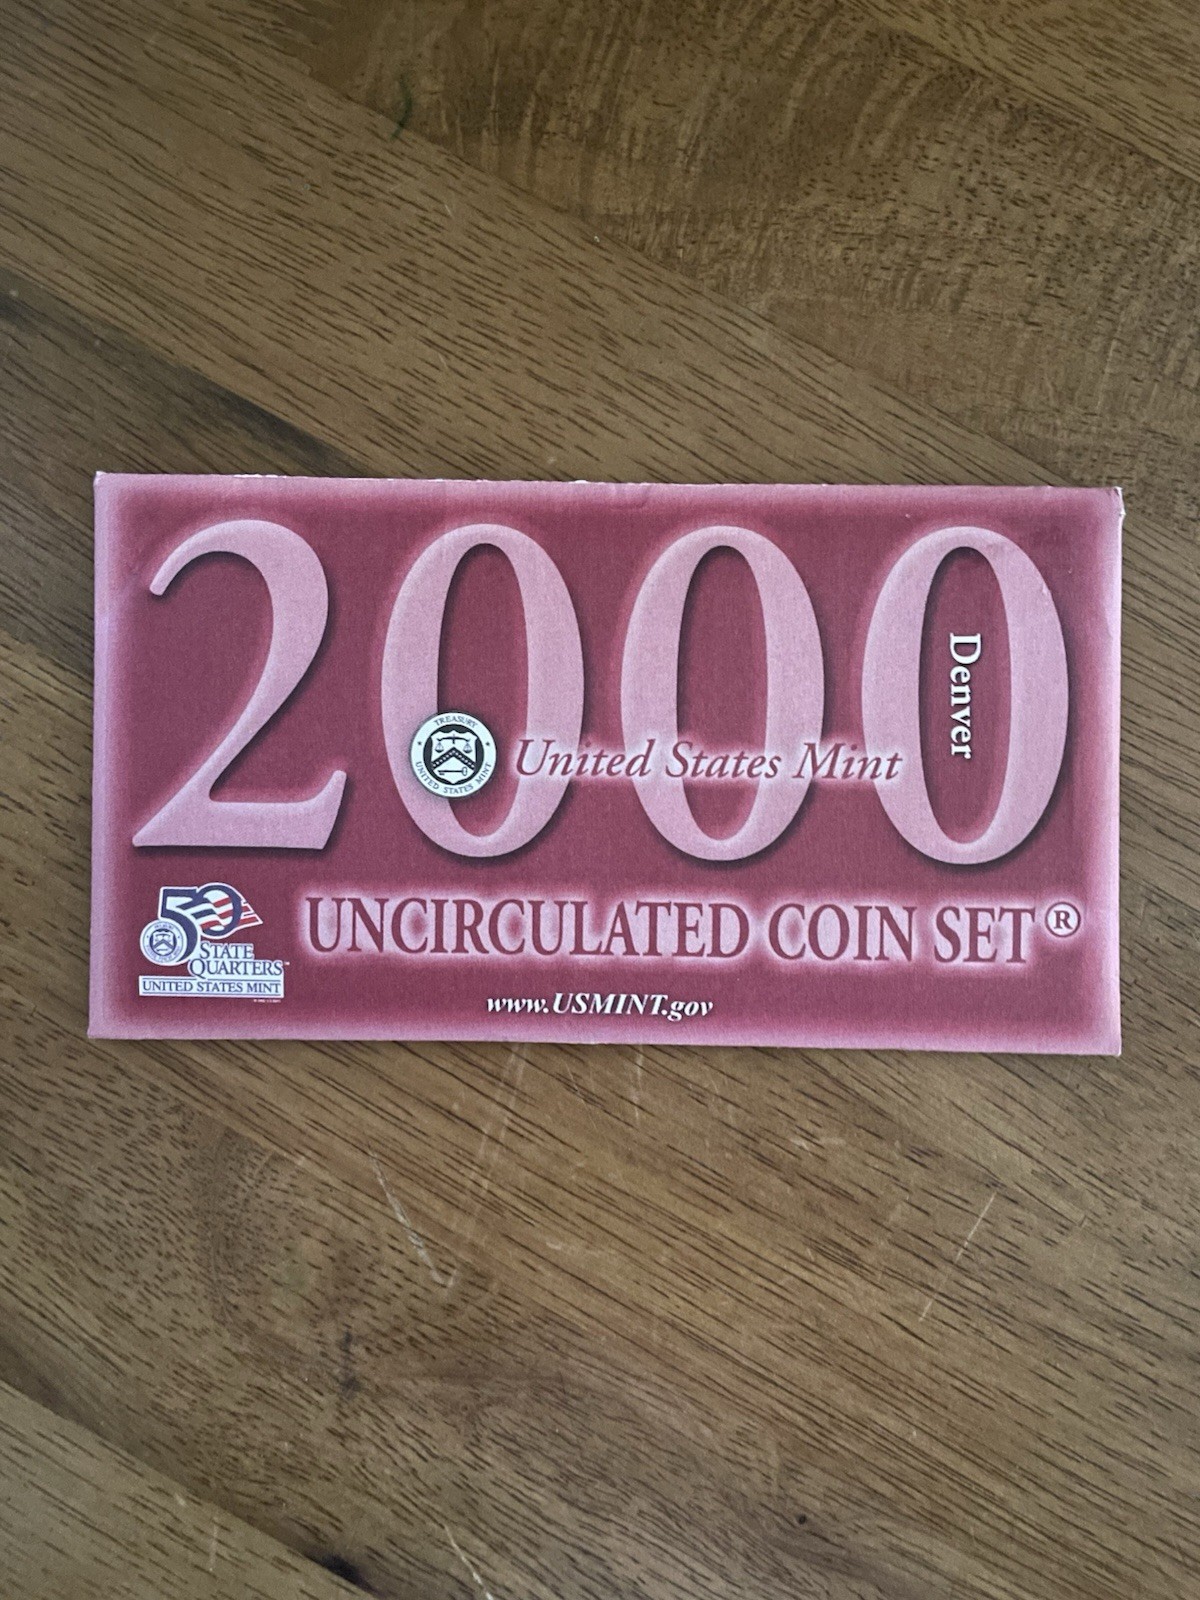 2000
Denver
TREASURY
UNITED STATES MINT
United States Mint
50
STATE
QUARTERS™
UNITED STATES MINT
UNCIRCULATED COIN SET®
www.USMINT.gov